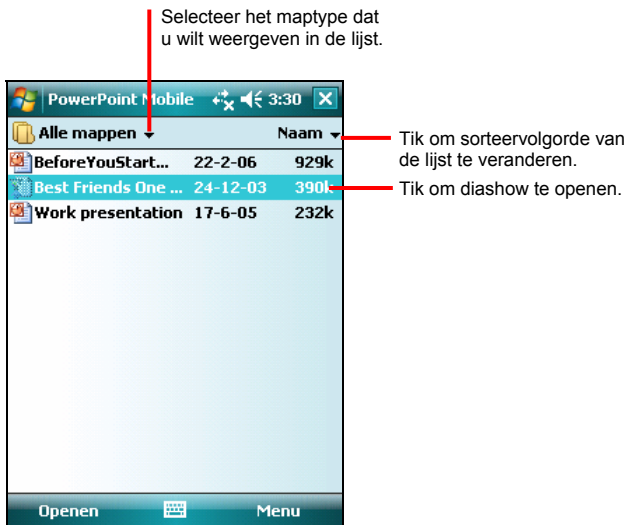 Selecteer het maptype dat
u wilt weergeven in de lijst.
PowerPoint Mobile 3:30
Alle mappen Naam
BeforeYouStart... 22-2-06 929k
Best Friends One ... 24-12-03 390k
Work presentation 17-6-05 232k
Tik om sorteervolgorde van
de lijst te veranderen.
Tik om diashow te openen.
Openen Menu